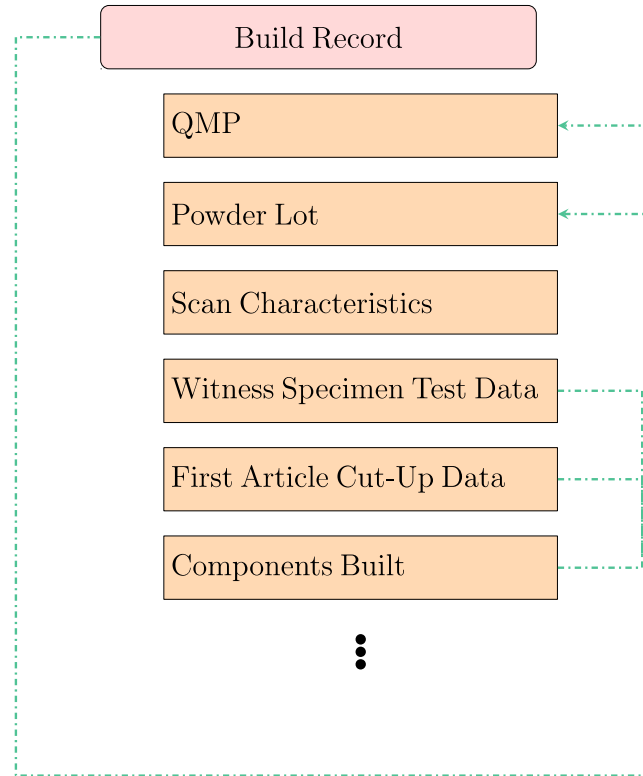 Build Record
QMP
Powder Lot
Scan Characteristics
Witness Specimen Test Data
First Article Cut-Up Data
Components Built